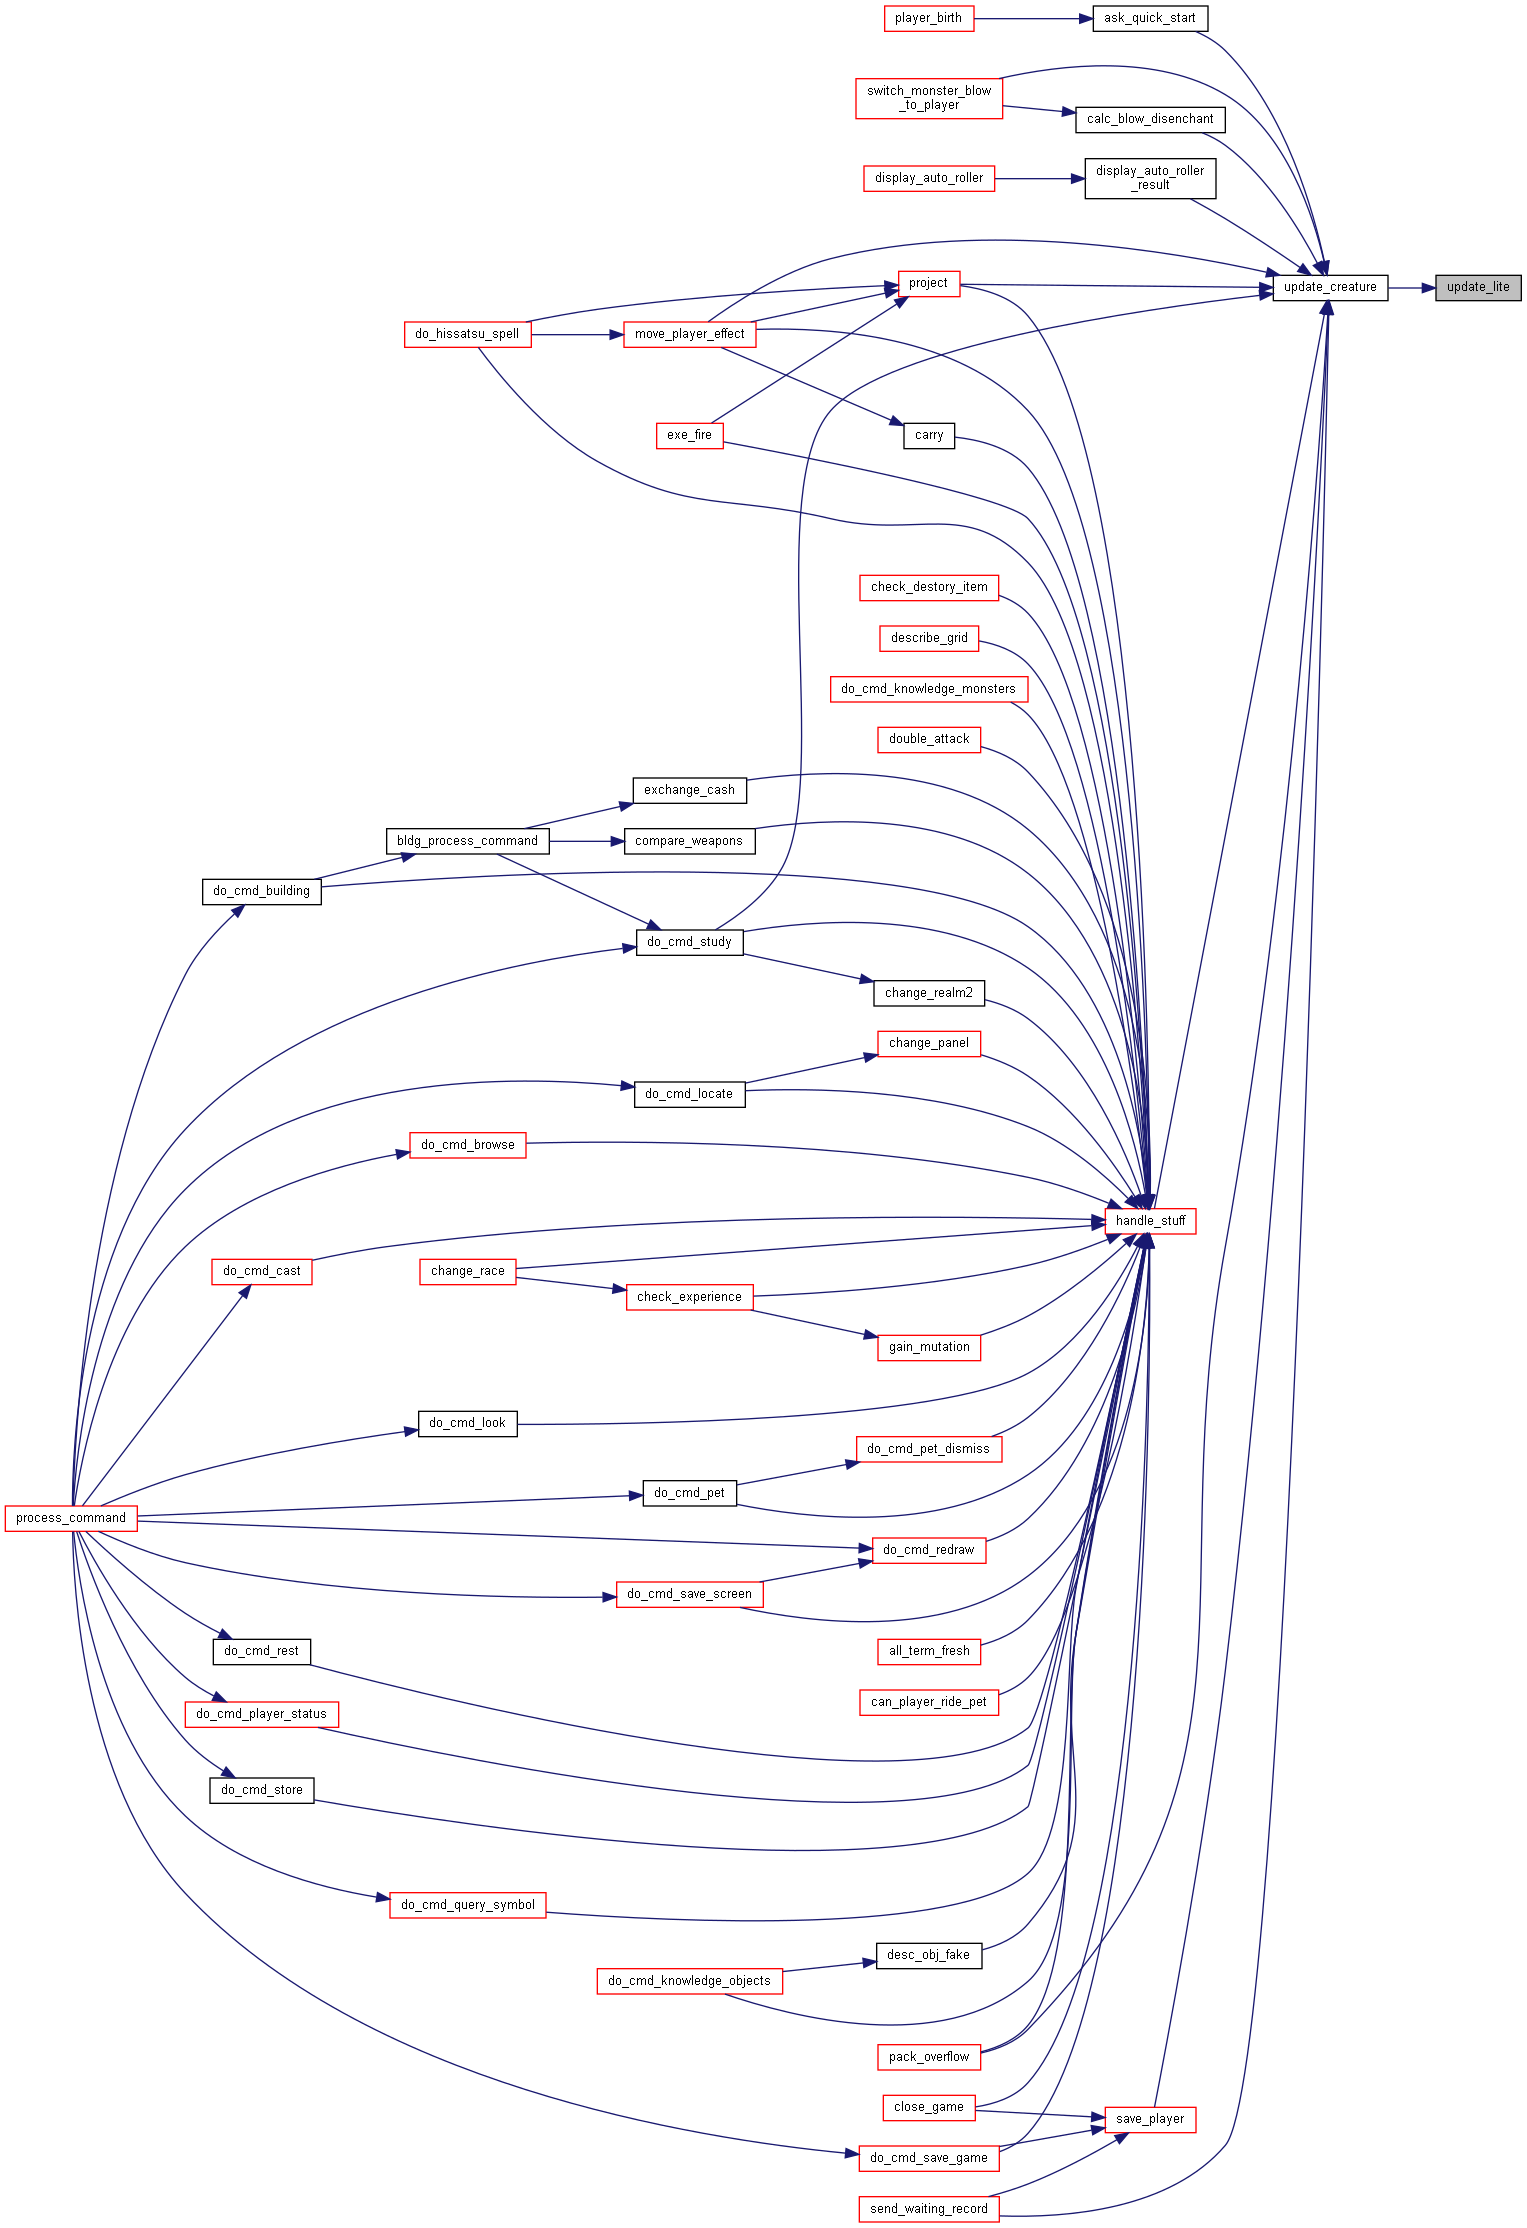 player_birth
ask_quick_start
switch_monster_blow
_to_player
calc_blow_disenchant
display_auto_roller
display_auto_roller
_result
project
update_creature
update_lite
do_hissatsu_spell
move_player_effect
exe_fire
carry
check_destory_item
describe_grid
do_cmd_knowledge_monsters
double_attack
exchange_cash
bldg_process_command
compare_weapons
do_cmd_building
do_cmd_study
change_realm2
change_panel
do_cmd_locate
do_cmd_browse
handle_stuff
do_cmd_cast
change_race
check_experience
gain_mutation
do_cmd_look
do_cmd_pet_dismiss
do_cmd_pet
process_command
do_cmd_redraw
do_cmd_save_screen
do_cmd_rest
all_term_fresh
can_player_ride_pet
do_cmd_player_status
do_cmd_store
do_cmd_query_symbol
desc_obj_fake
do_cmd_knowledge_objects
pack_overflow
close_game
save_player
do_cmd_save_game
send_waiting_record